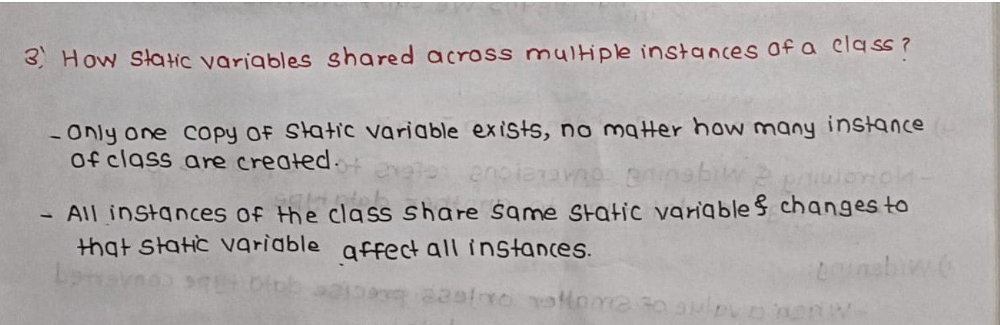 3) How static variables shared across multiple instances of a class?
- Only one copy of static variable exists, no matter how many instance
of class are created.
- All instances of the class share same static variable & changes to
that static variable affect all instances.